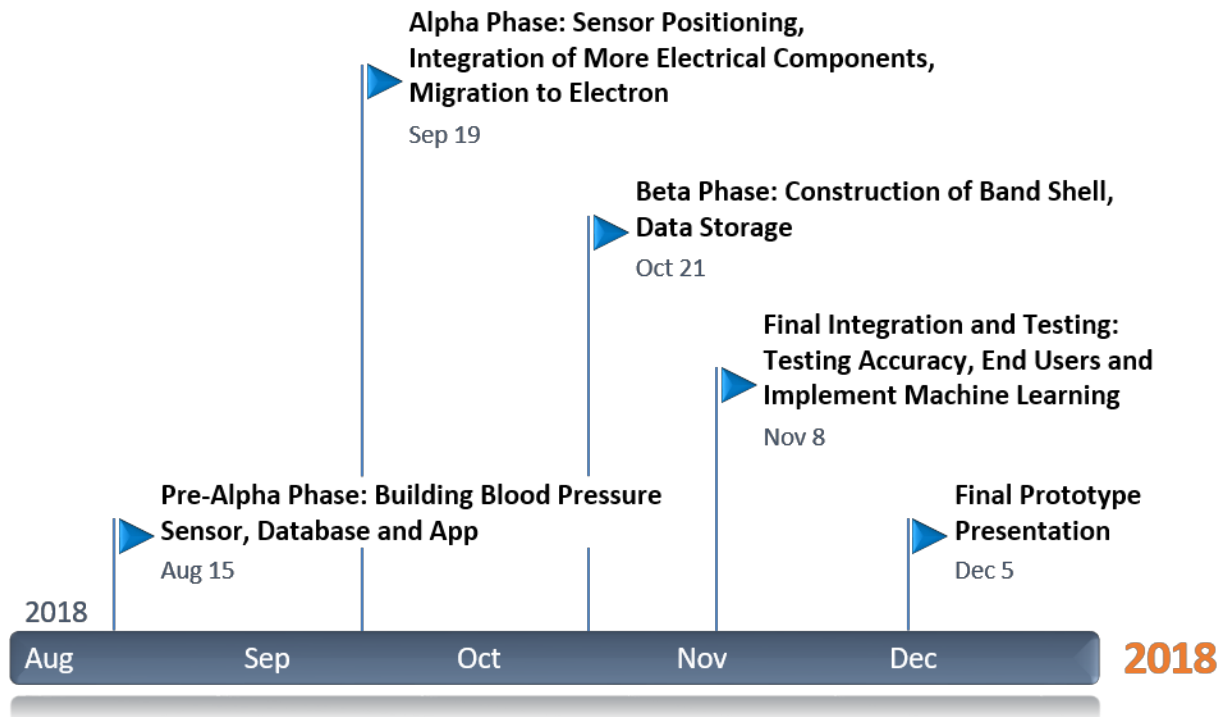 Alpha Phase: Sensor Positioning,
Integration of More Electrical Components,
Migration to Electron
Sep 19
Beta Phase: Construction of Band Shell,
Data Storage
Oct 21
Final Integration and Testing:
Testing Accuracy, End Users and
Implement Machine Learning
Nov 8
Pre-Alpha Phase: Building Blood Pressure
Sensor, Database and App
Aug 15
Final Prototype
Presentation
Dec 5
2018
Aug Sep Oct Nov Dec
2018